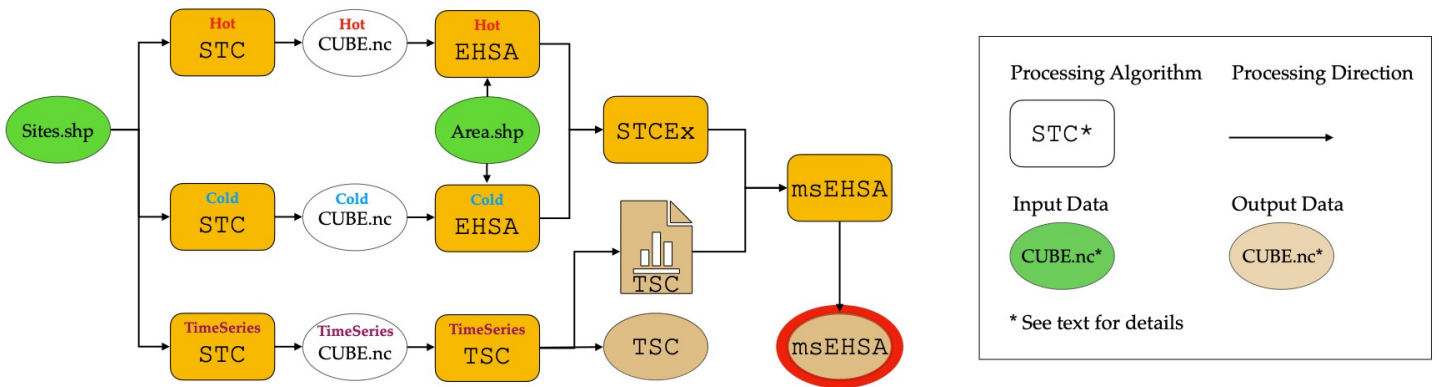 Hot
STC
Hot
CUBE.nc
Hot
EHSA
Sites.shp
Area.shp
STCEx
msEHSA
Cold
STC
Cold
CUBE.nc
Cold
EHSA
TSC
TimeSeries
STC
TimeSeries
CUBE.nc
TimeSeries
TSC
TSC
msEHSA
Processing Algorithm
Processing Direction
STC*
Input Data
Output Data
CUBE.nc*
CUBE.nc*
* See text for details